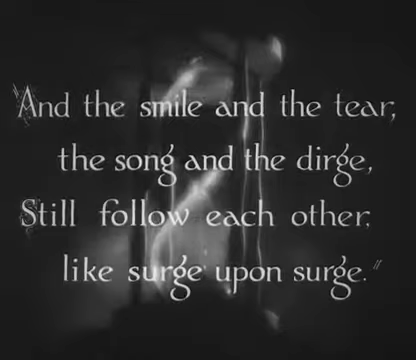 And the smile and the tear,
the song and the dirge,
Still follow each other,
like surge upon surge."